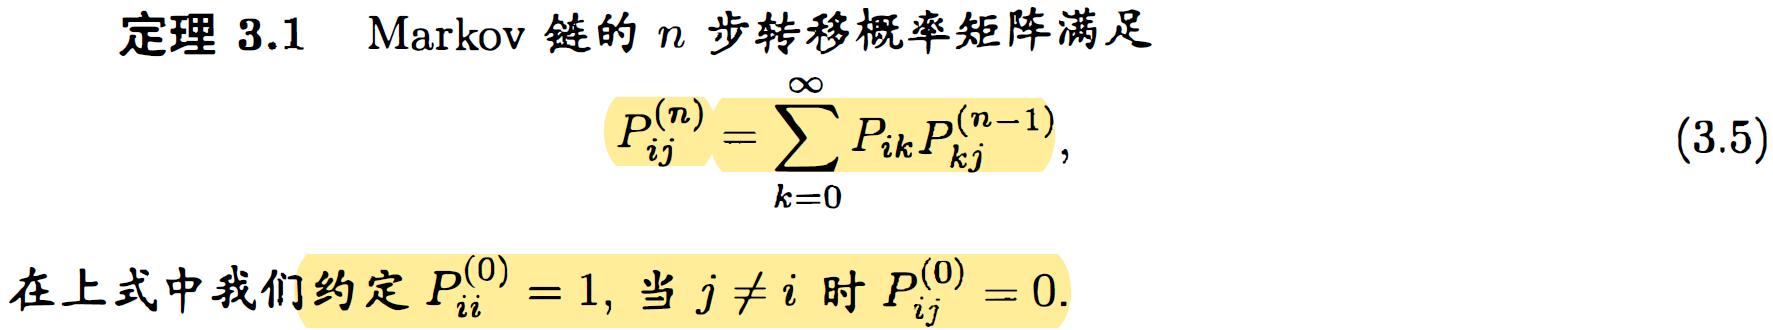 定理 3.1 Markov 链的 n 步转移概率矩阵满足
$P_{ij}^{(n)} = \sum_{k=0}^{\infty} P_{ik} P_{kj}^{(n-1)},$ (3.5)
在上式中我们约定 $P_{ii}^{(0)} = 1$, 当 $j \neq i$ 时 $P_{ij}^{(0)} = 0$.